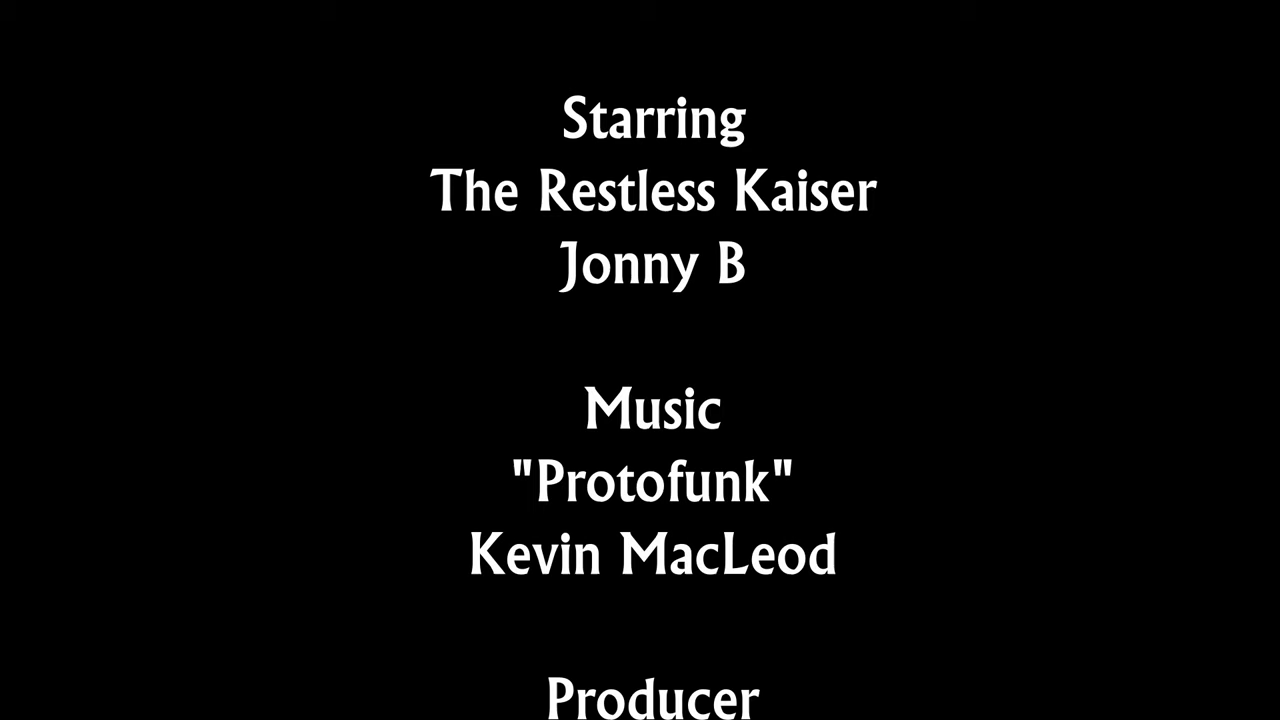 Starring
The Restless Kaiser
Jonny B
Music
"Protofunk"
Kevin MacLeod
Producer